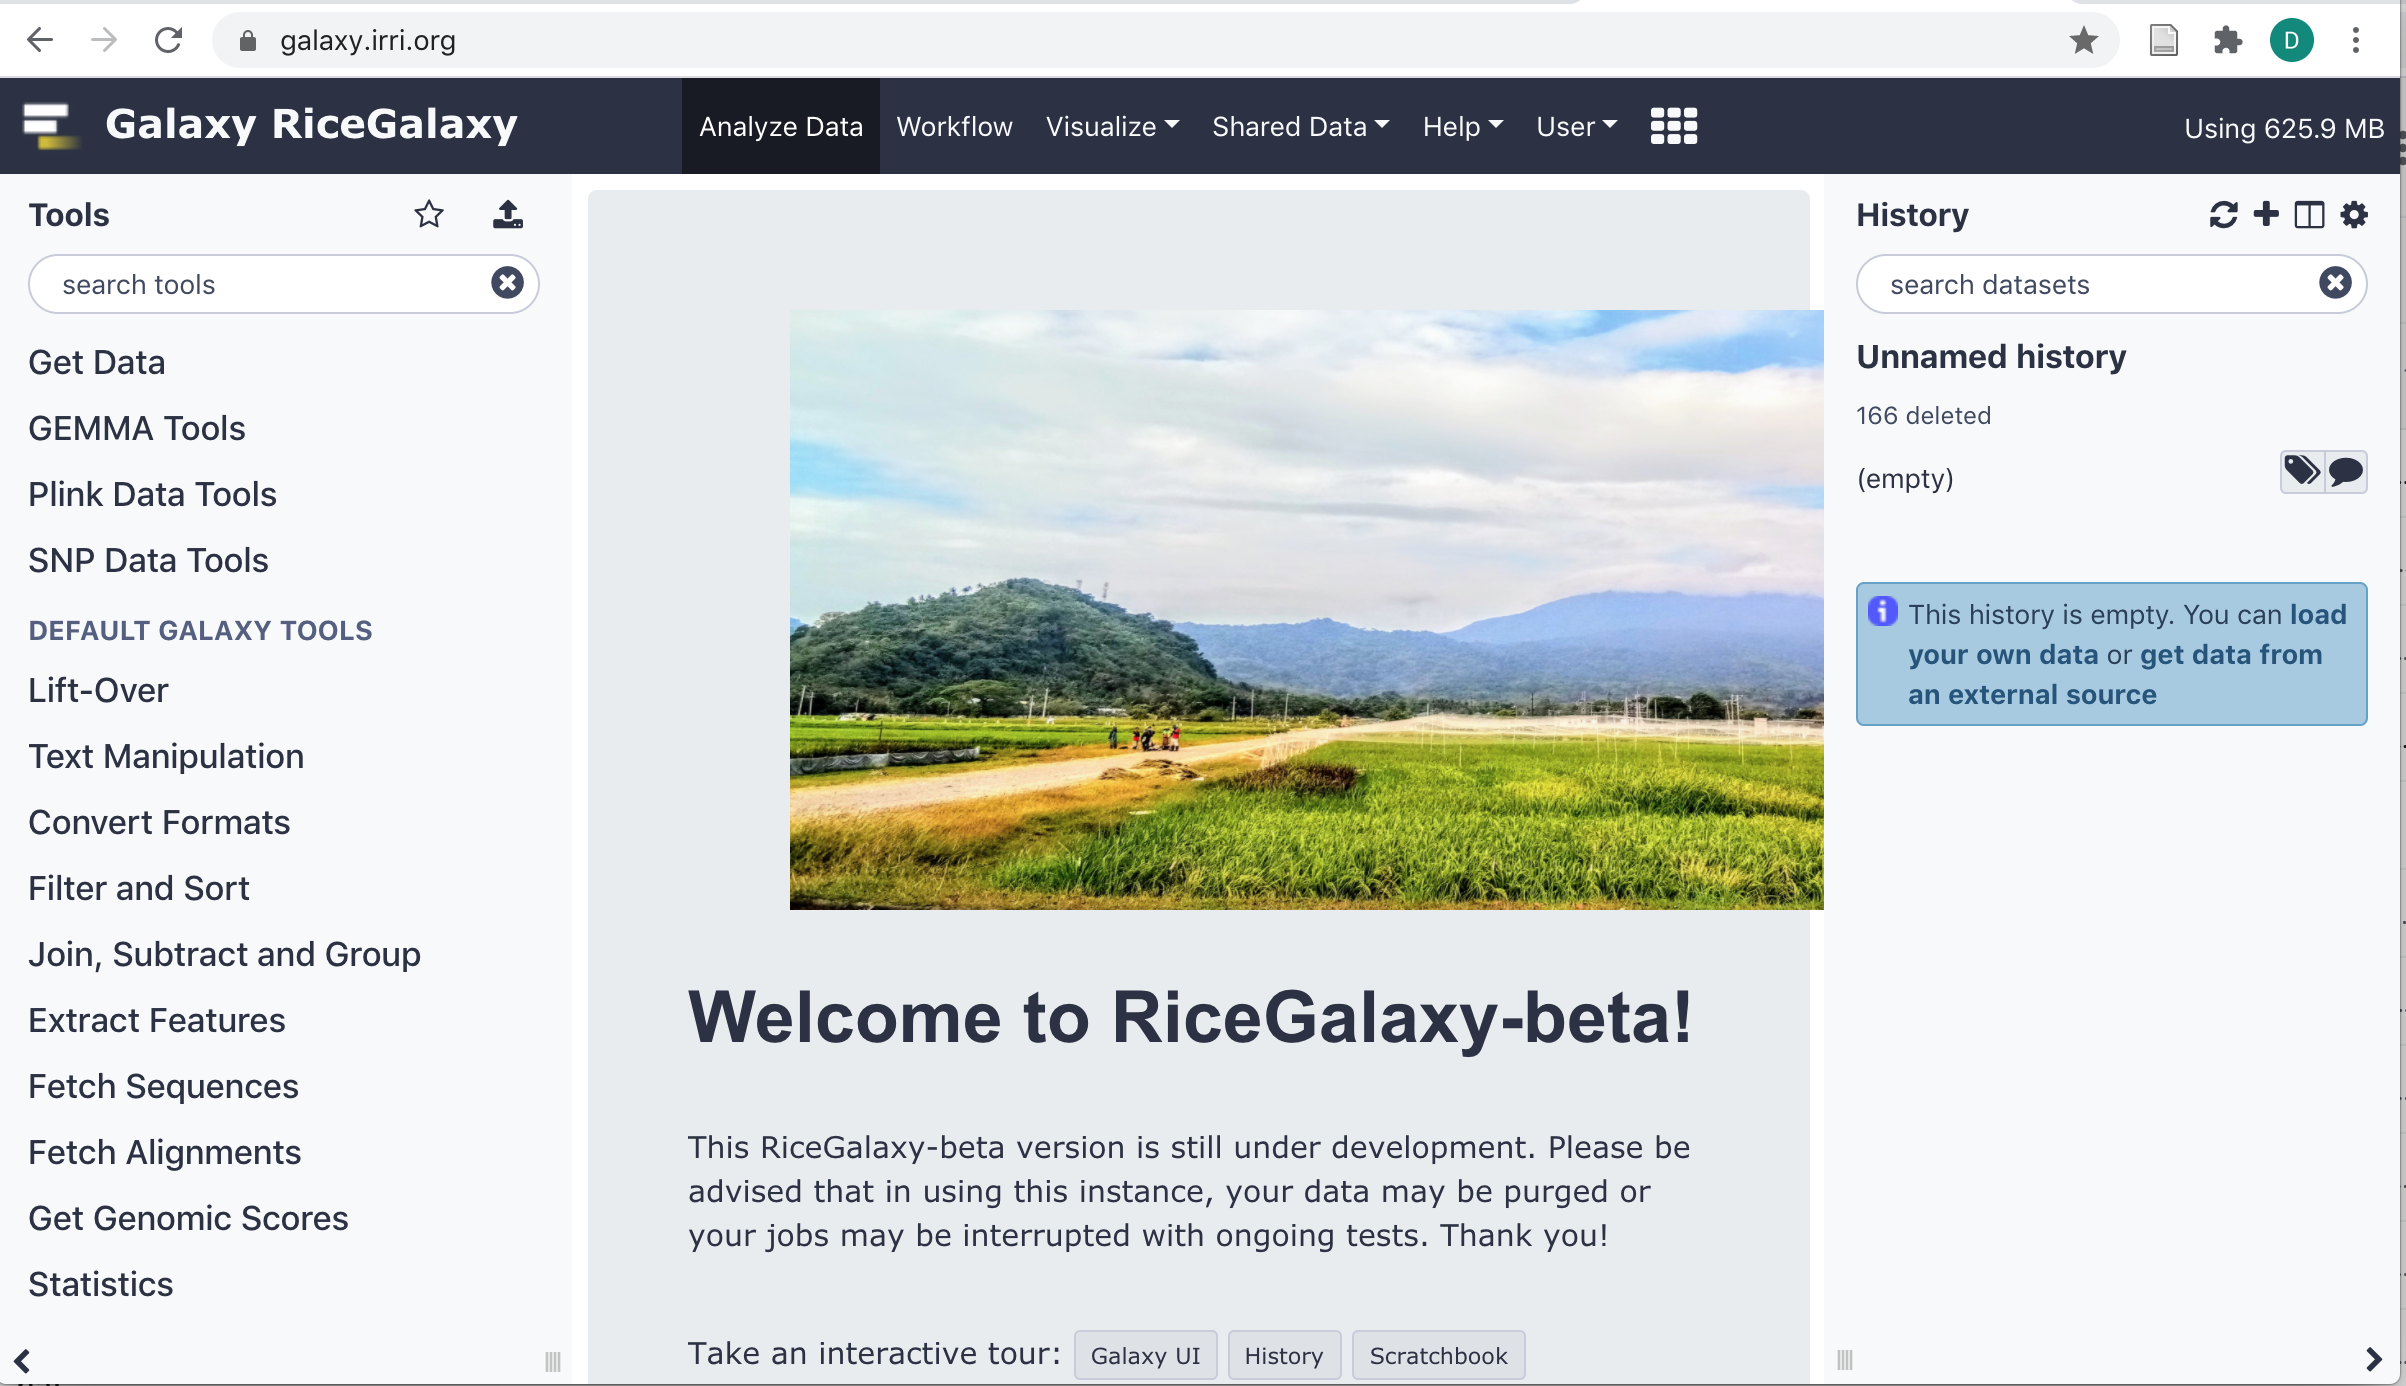 galaxy.irri.org
D
Galaxy RiceGalaxy
Analyze Data Workflow Visualize Shared Data Help User
Using 625.9 MB
Tools
search tools
Get Data
GEMMA Tools
Plink Data Tools
SNP Data Tools
DEFAULT GALAXY TOOLS
Lift-Over
Text Manipulation
Convert Formats
Filter and Sort
Join, Subtract and Group
Extract Features
Fetch Sequences
Fetch Alignments
Get Genomic Scores
Statistics
Welcome to RiceGalaxy-beta!
This RiceGalaxy-beta version is still under development. Please be
advised that in using this instance, your data may be purged or
your jobs may be interrupted with ongoing tests. Thank you!
Take an interactive tour: Galaxy UI History Scratchbook
History
search datasets
Unnamed history
166 deleted
(empty)
This history is empty. You can load
your own data or get data from
an external source